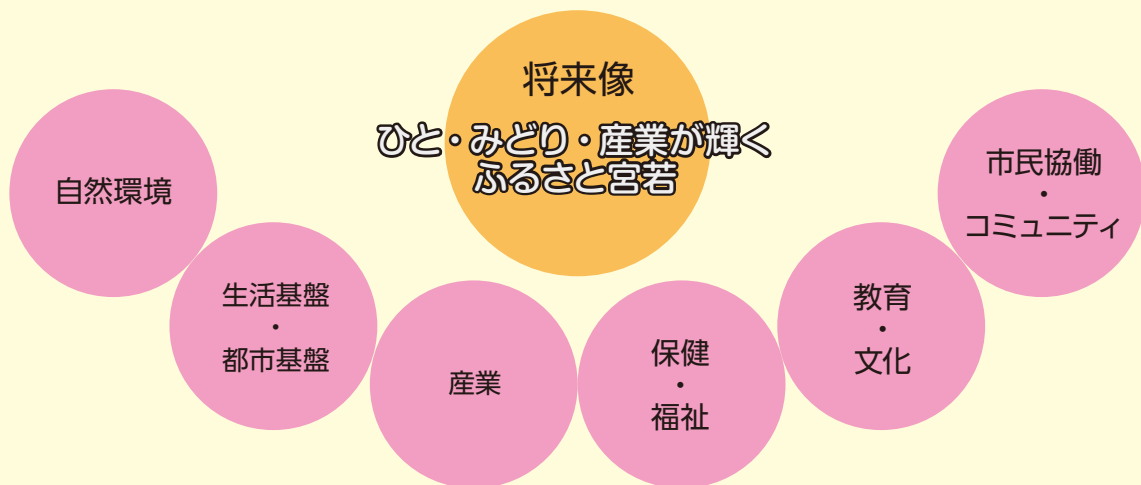 将来像
ひと・みどり・産業が輝く
ふるさと宮若
自然環境
生活基盤
・
都市基盤
産業
保健
・
福祉
教育
・
文化
市民協働
・
コミュニティ